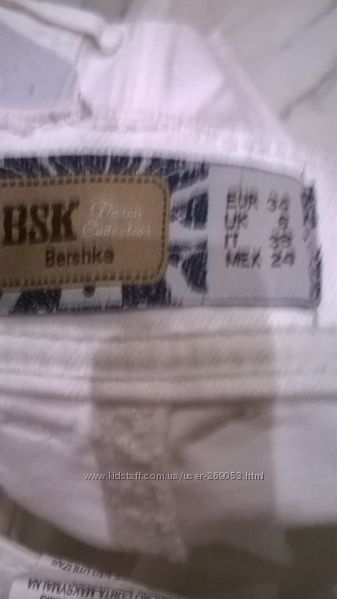 BSK Denim Collection
Bershka
EUR 34
UK 6
IT 38
MEX 24
www.kidstaff.com.ua/user-269053.html